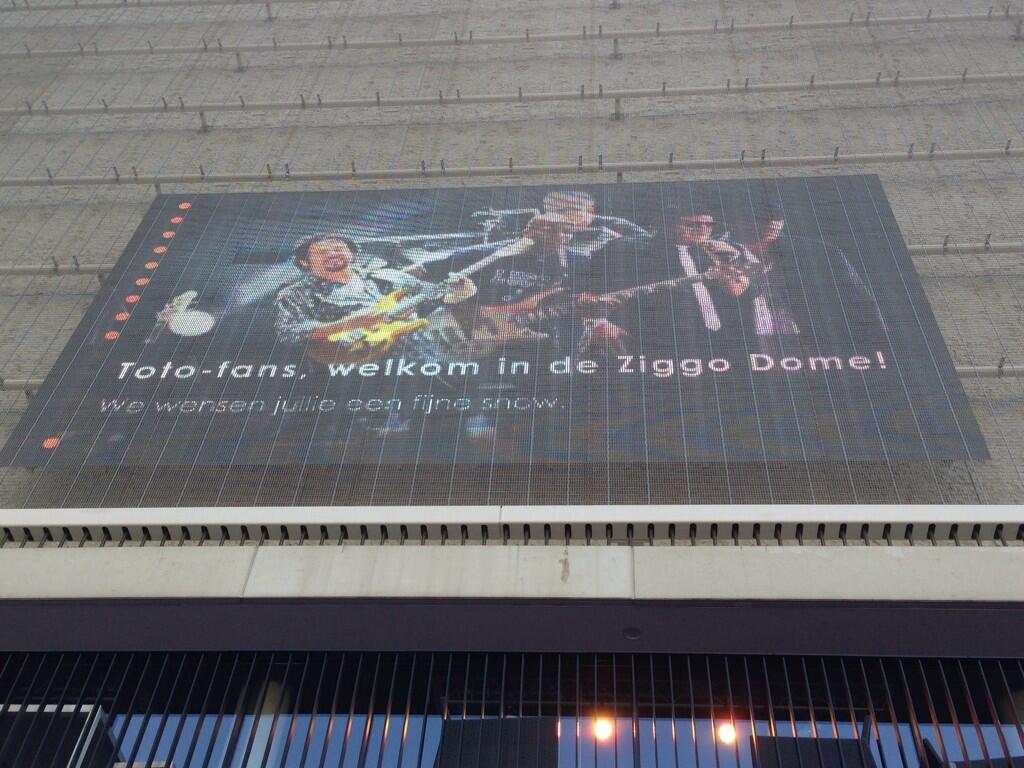 Toto-fans, welkom in de Ziggo Dome!
We wensen jullie een fijne show.